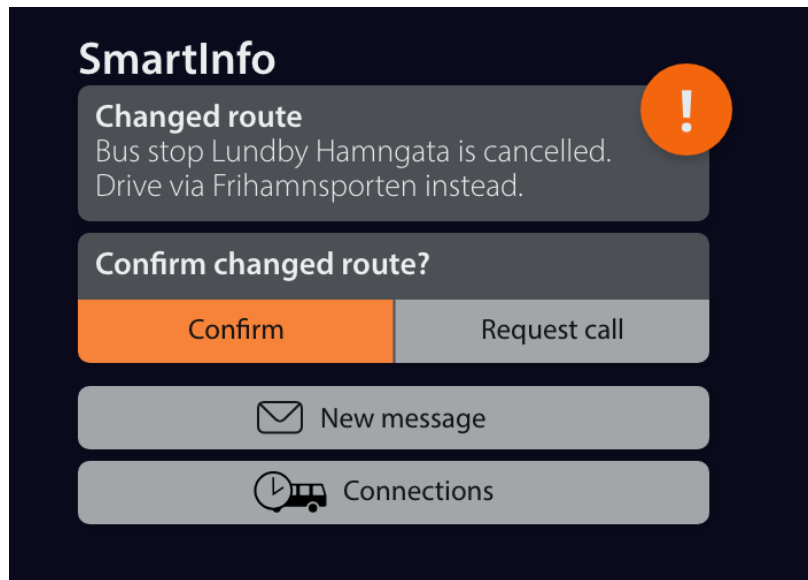 SmartInfo
!
Changed route
Bus stop Lundby Hamngata is cancelled.
Drive via Frihamnsporten instead.
Confirm changed route?
Confirm
Request call
New message
Connections